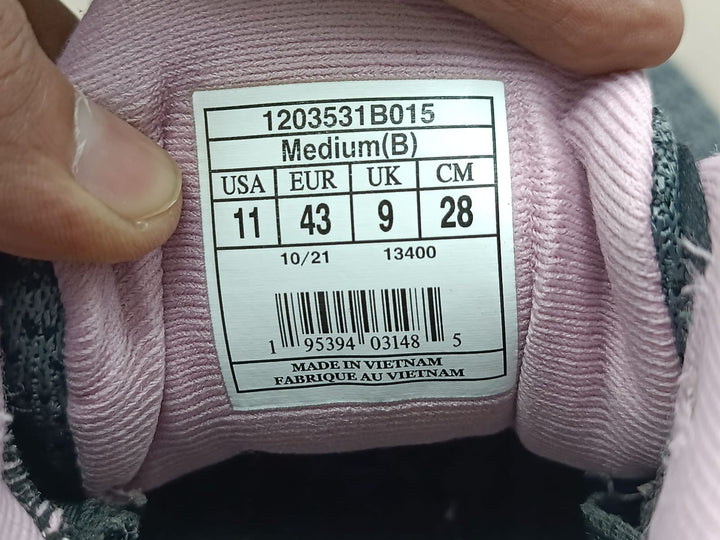 1203531B015
Medium(B)
USA EUR UK CM
11 43 9 28
10/21 13400
1 95394 03148 5
MADE IN VIETNAM
FABRIQUE AU VIETNAM